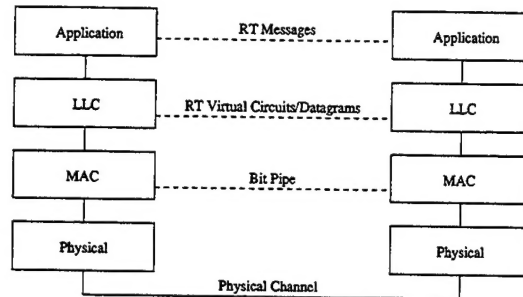 Application
RT Messages
Application
LLC
RT Virtual Circuits/Datagrams
LLC
MAC
Bit Pipe
MAC
Physical
Physical
Physical Channel